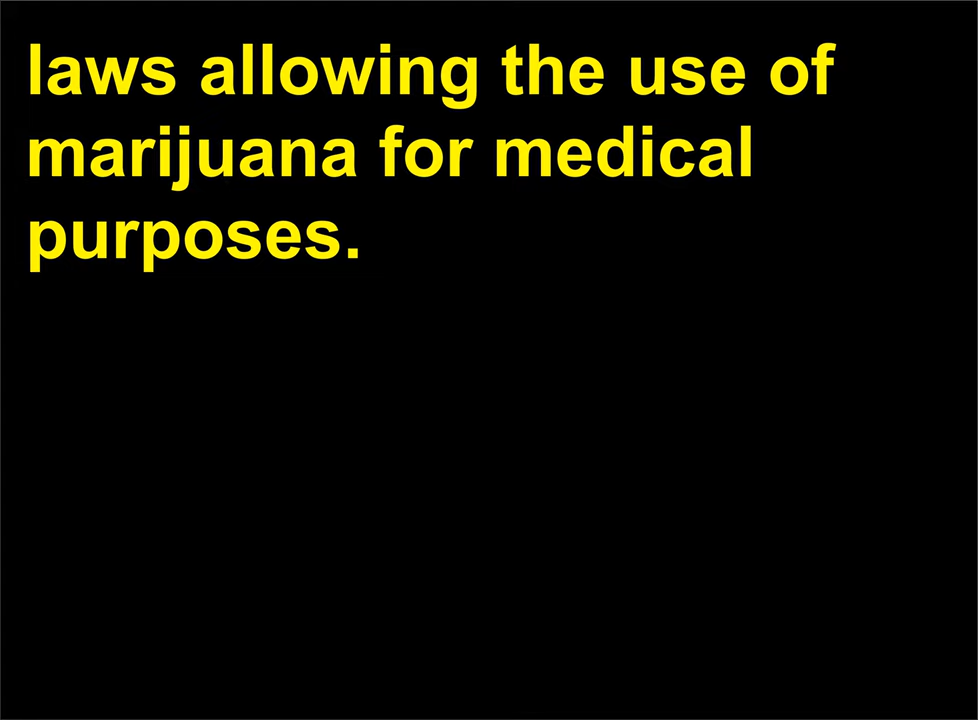 laws allowing the use of
marijuana for medical
purposes.